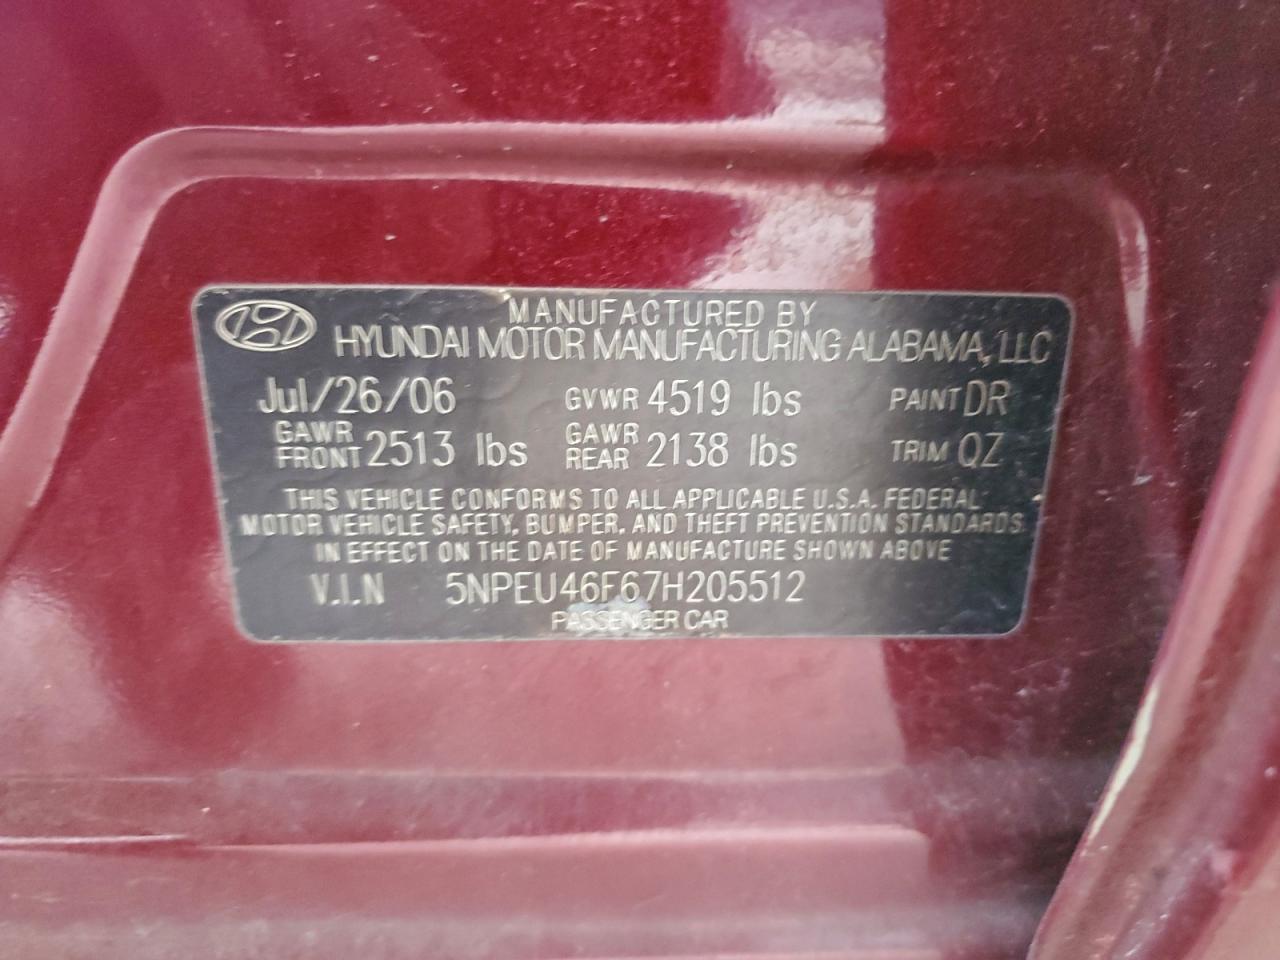 MANUFACTURED BY
HYUNDAI MOTOR MANUFACTURING ALABAMA, LLC
Jul/26/06 GVWR 4519 lbs PAINT DR
GAWR FRONT 2513 lbs GAWR REAR 2138 lbs TRIM QZ
THIS VEHICLE CONFORMS TO ALL APPLICABLE U.S.A. FEDERAL
MOTOR VEHICLE SAFETY, BUMPER, AND THEFT PREVENTION STANDARDS
IN EFFECT ON THE DATE OF MANUFACTURE SHOWN ABOVE
V.I.N 5NPEU46F67H205512
PASSENGER CAR